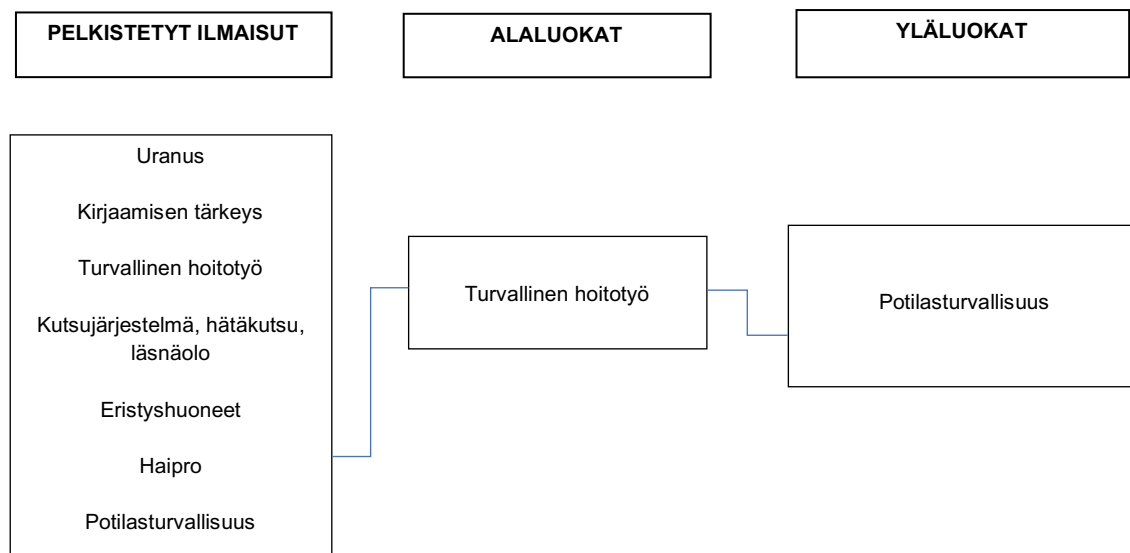 PELKISTETYT ILMAISUT
ALALUOKAT
YLÄLUOKAT
Uranus
Kirjaamisen tärkeys
Turvallinen hoitotyö
Kutsujärjestelmä, hätäkutsu,
läsnäolo
Eristyshuoneet
Haipro
Potilasturvallisuus
Turvallinen hoitotyö
Potilasturvallisuus